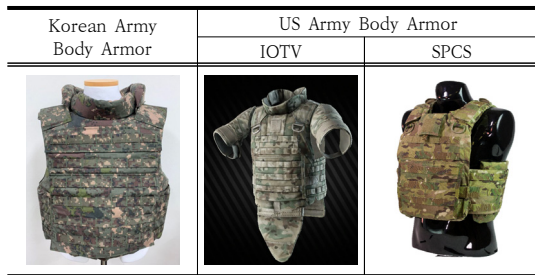 Korean Army
Body Armor
US Army Body Armor
IOTV
SPCS